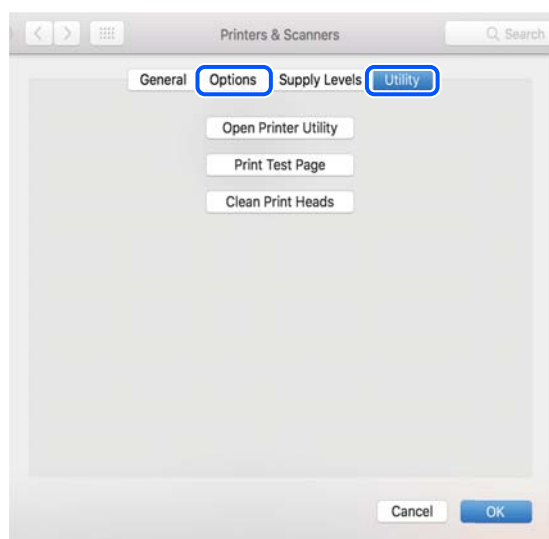 Printers & Scanners
Search
General Options Supply Levels Utility
Open Printer Utility
Print Test Page
Clean Print Heads
Cancel OK